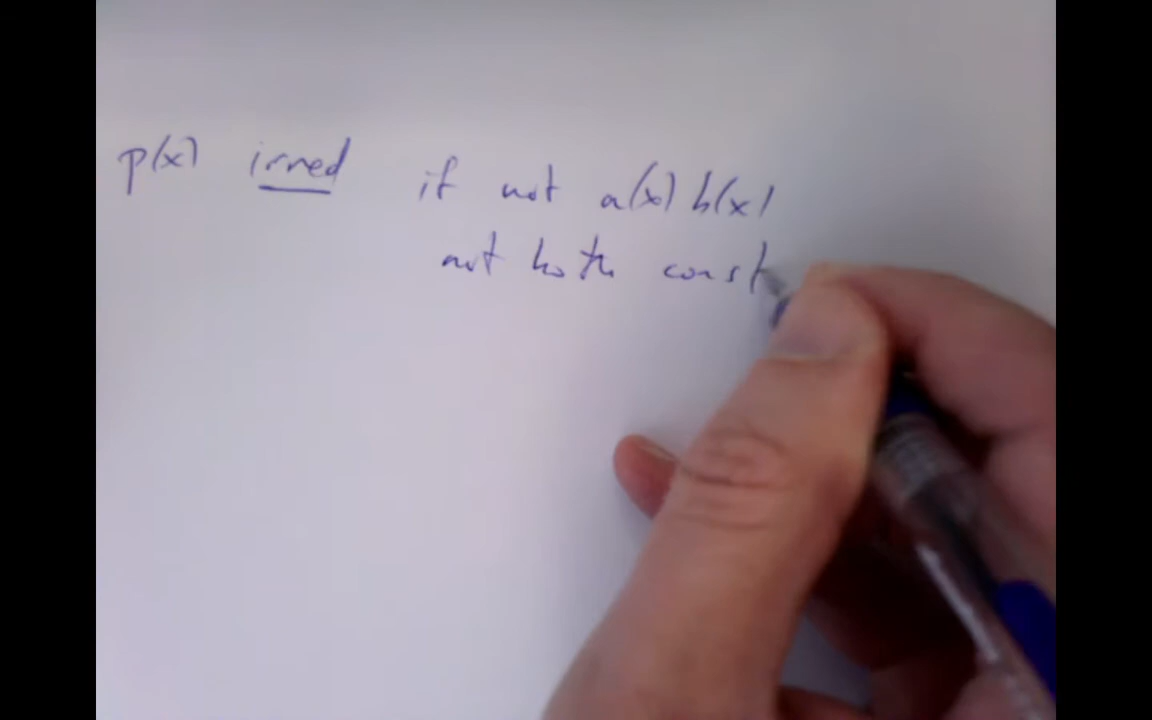 p(x) irred if not a(x) b(x)
not both const